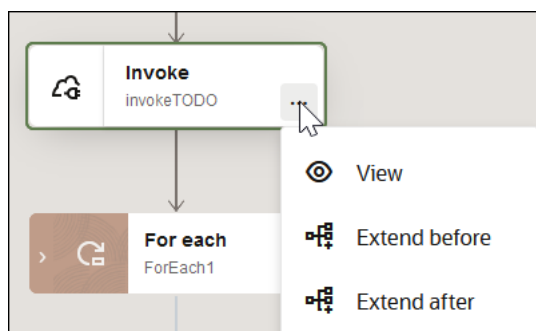 Invoke
invokeTODO
...
View
For each
ForEach1
Extend before
Extend after